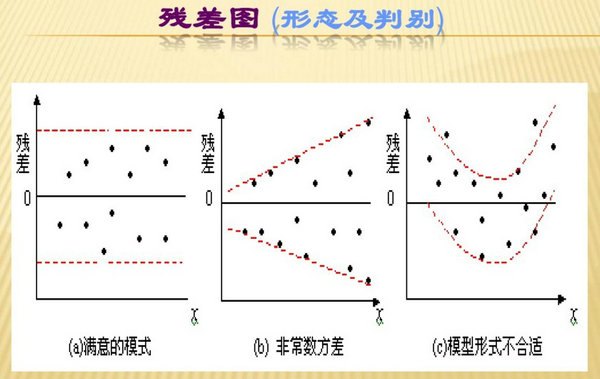 残差图 (形态及判别)
残差
0
x
(a)满意的模式
残差
0
x
(b) 非常数方差
残差
0
x
(c)模型形式不合适